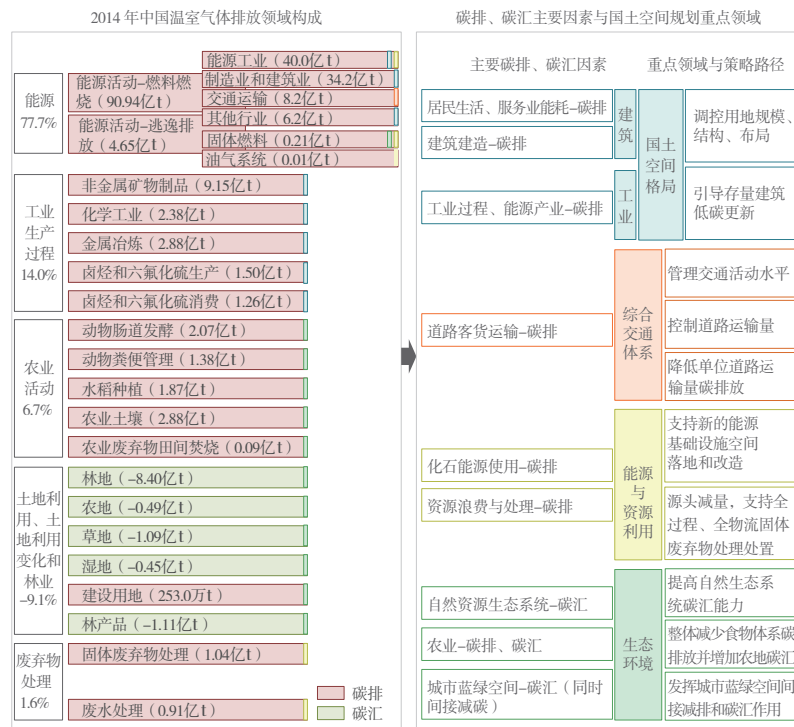 2014年中国温室气体排放领域构成
能源
77.7%
能源活动–燃料燃
烧(90.94亿t)
能源活动–逃逸排
放(4.65亿t)
能源工业(40.0亿t)
制造业和建筑业(34.2亿t)
交通运输(8.2亿t)
其他行业(6.2亿t)
固体燃料(0.21亿t)
油气系统(0.01亿t)
工业
生产
过程
14.0%
非金属矿物制品(9.15亿t)
化学工业(2.38亿t)
金属冶炼(2.88亿t)
卤烃和六氟化硫生产(1.50亿t)
卤烃和六氟化硫消费(1.26亿t)
农业
活动
6.7%
动物肠道发酵(2.07亿t)
动物粪便管理(1.38亿t)
水稻种植(1.87亿t)
农业土壤(2.88亿t)
农业废弃物田间焚烧(0.09亿t)
土地利
用、土
地利用
变化和
林业
–9.1%
林地(–8.40亿t)
农地(–0.49亿t)
草地(–1.09亿t)
湿地(–0.45亿t)
建设用地(253.0万t)
林产品(–1.11亿t)
废弃物
处理
1.6%
固体废弃物处理(1.04亿t)
废水处理(0.91亿t)
碳排
碳汇
碳排、碳汇主要因素与国土空间规划重点领域
主要碳排、碳汇因素
重点领域与策略路径
居民生活、服务业能耗–碳排
建筑建造–碳排
工业过程、能源产业–碳排
建
筑
工
业
国土
空间
格局
调控用地规模、
结构、布局
引导存量建筑
低碳更新
道路客货运输–碳排
综合
交通
体系
管理交通活动水平
控制道路运输量
降低单位道路运
输量碳排放
化石能源使用–碳排
资源浪费与处理–碳排
能源
与
资源
利用
支持新的能源
基础设施空间
落地和改造
源头减量，支持全
过程、全物流固体
废弃物处理处置
自然资源生态系统–碳汇
农业–碳排、碳汇
城市蓝绿空间–碳汇(同时
间接减碳)
生态
环境
提高自然生态系
统碳汇能力
整体减少食物体系碳
排放并增加农地碳汇
发挥城市蓝绿空间间
接减排和碳汇作用